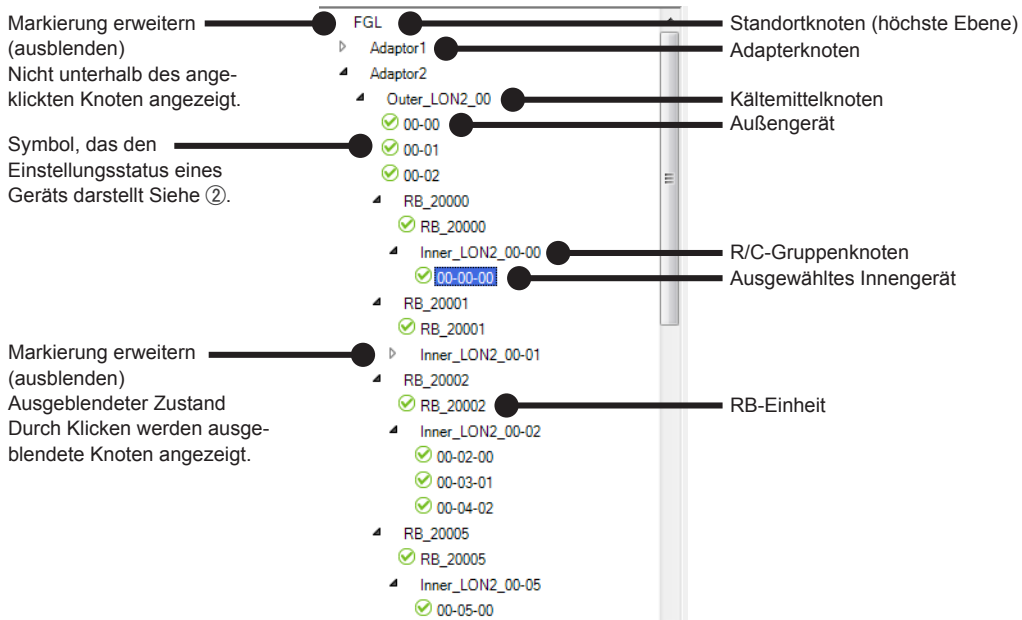 Markierung erweitern
(ausblenden)
Nicht unterhalb des ange-
klickten Knoten angezeigt.
Symbol, das den
Einstellungsstatus eines
Geräts darstellt Siehe ②.
Markierung erweitern
(ausblenden)
Ausgeblendeter Zustand
Durch Klicken werden ausge-
blendete Knoten angezeigt.
FGL
Adaptor1
Adaptor2
Outer_LON2_00
00-00
00-01
00-02
RB_20000
RB_20000
Inner_LON2_00-00
00-00-00
RB_20001
RB_20001
Inner_LON2_00-01
RB_20002
RB_20002
Inner_LON2_00-02
00-02-00
00-03-01
00-04-02
RB_20005
RB_20005
Inner_LON2_00-05
00-05-00
Standortknoten (höchste Ebene)
Adapterknoten
Kältemittelknoten
Außengerät
R/C-Gruppenknoten
Ausgewähltes Innengerät
RB-Einheit